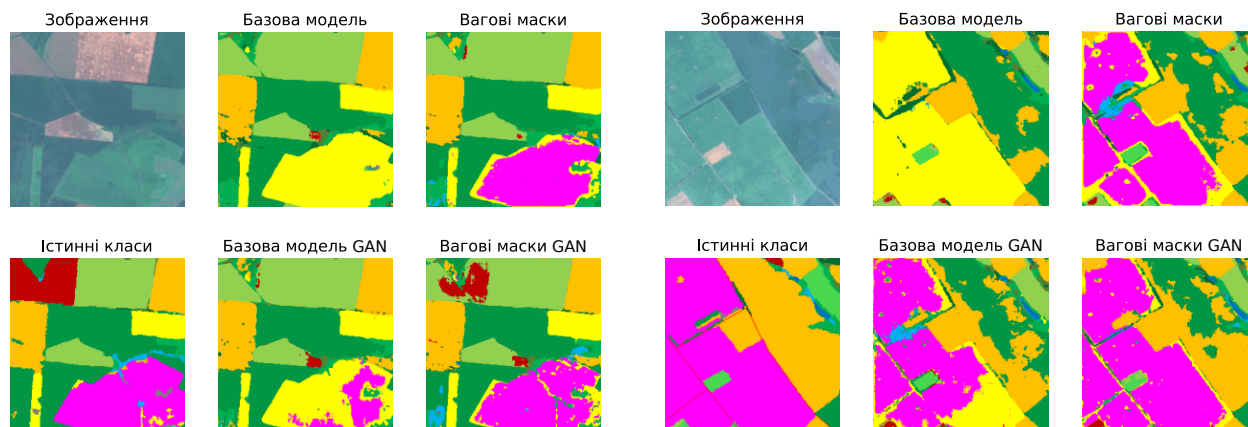 Зображення
Базова модель
Вагові маски
Зображення
Базова модель
Вагові маски
Істинні класи
Базова модель GAN
Вагові маски GAN
Істинні класи
Базова модель GAN
Вагові маски GAN